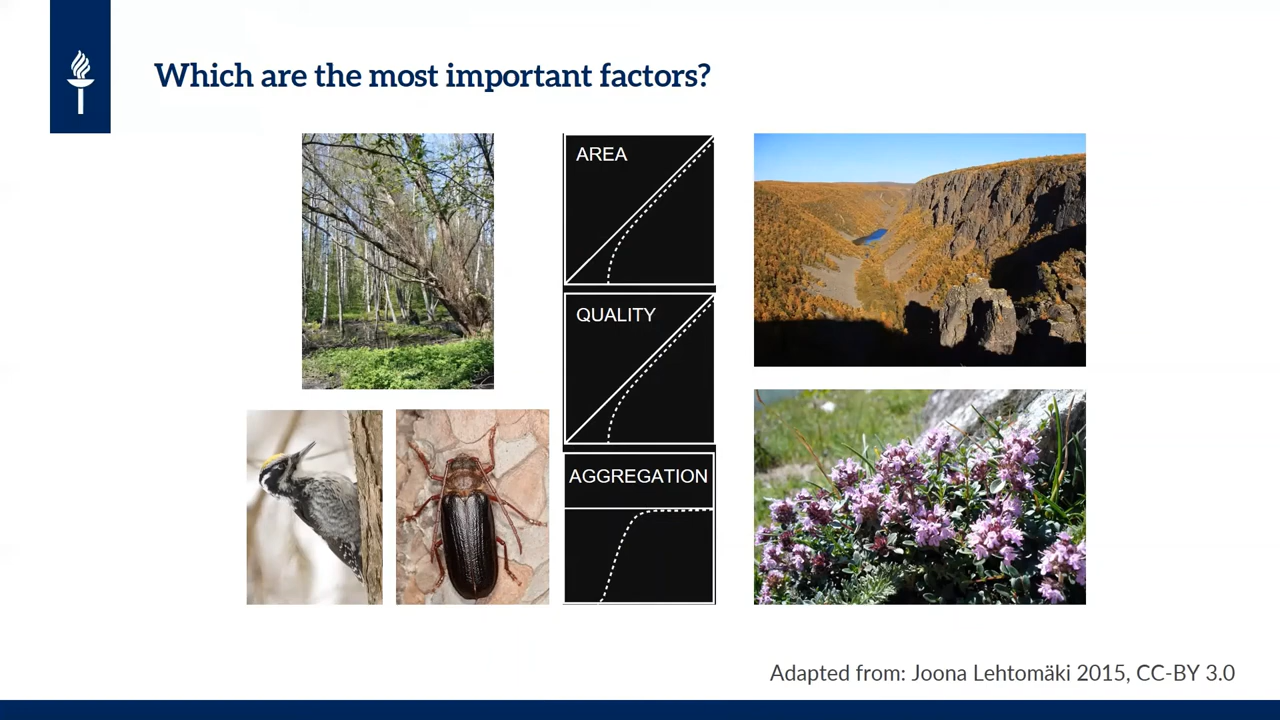 Which are the most important factors?
AREA
QUALITY
AGGREGATION
Adapted from: Joona Lehtomäki 2015, CC-BY 3.0